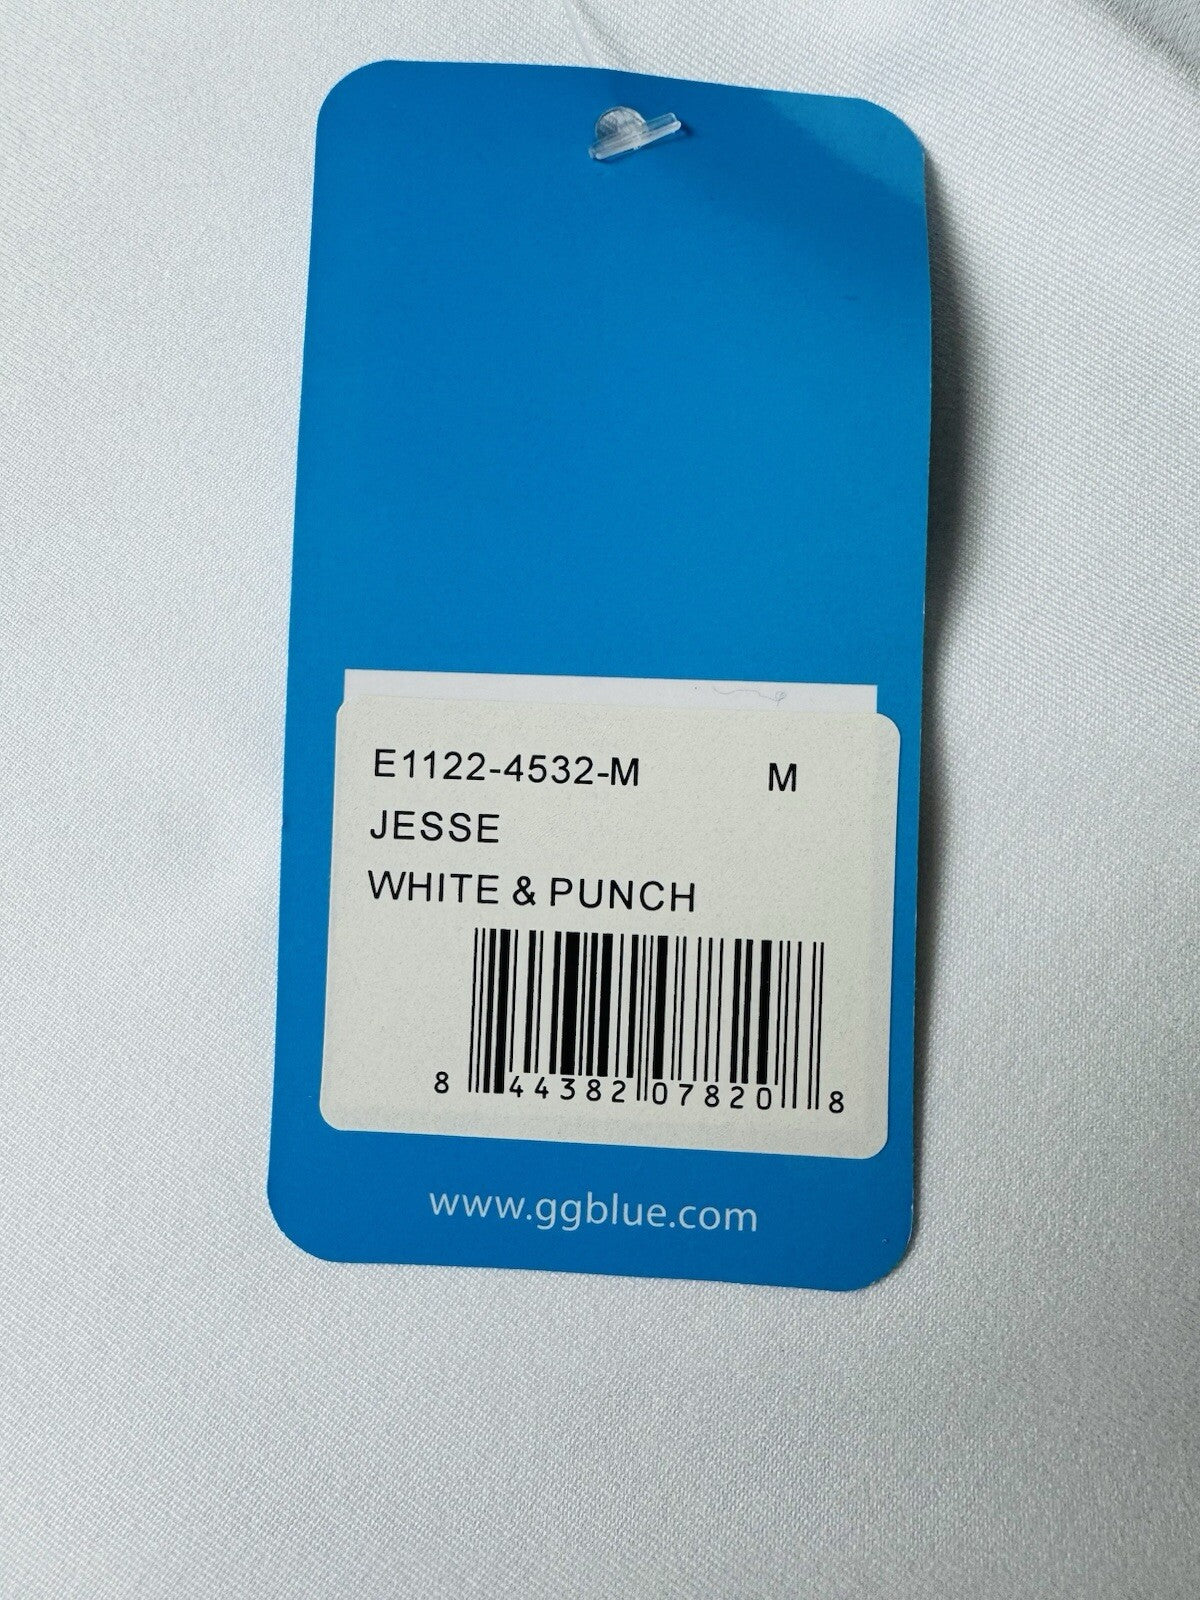 E1122-4532-M M
JESSE
WHITE & PUNCH
8 44382 07820 8
www.ggblue.com